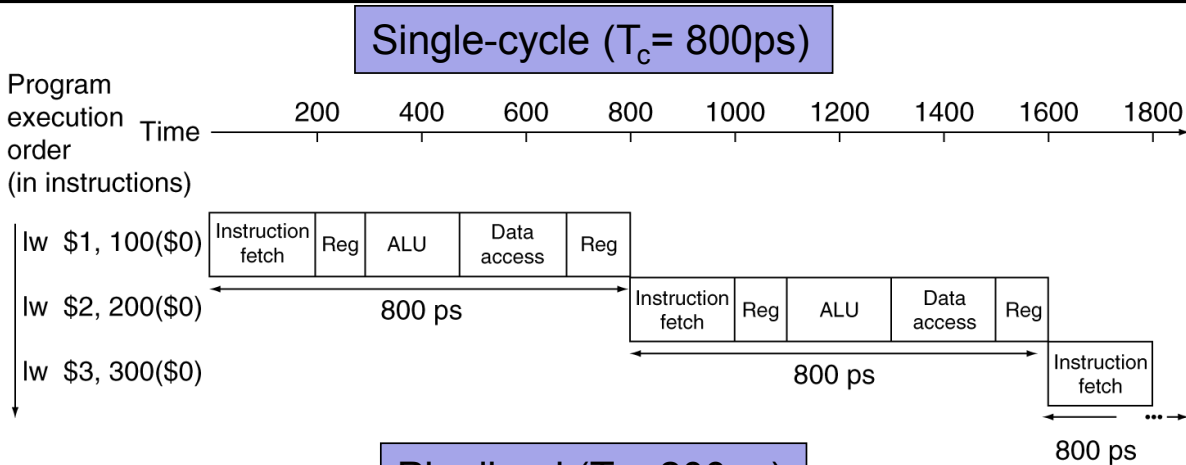 Single-cycle (Tc= 800ps)
Program
execution
order
(in instructions)
Time
200 400 600 800 1000 1200 1400 1600 1800
lw $1, 100($0)
Instruction
fetch
Reg
ALU
Data
access
Reg
800 ps
lw $2, 200($0)
Instruction
fetch
Reg
ALU
Data
access
Reg
800 ps
lw $3, 300($0)
Instruction
fetch
...
800 ps